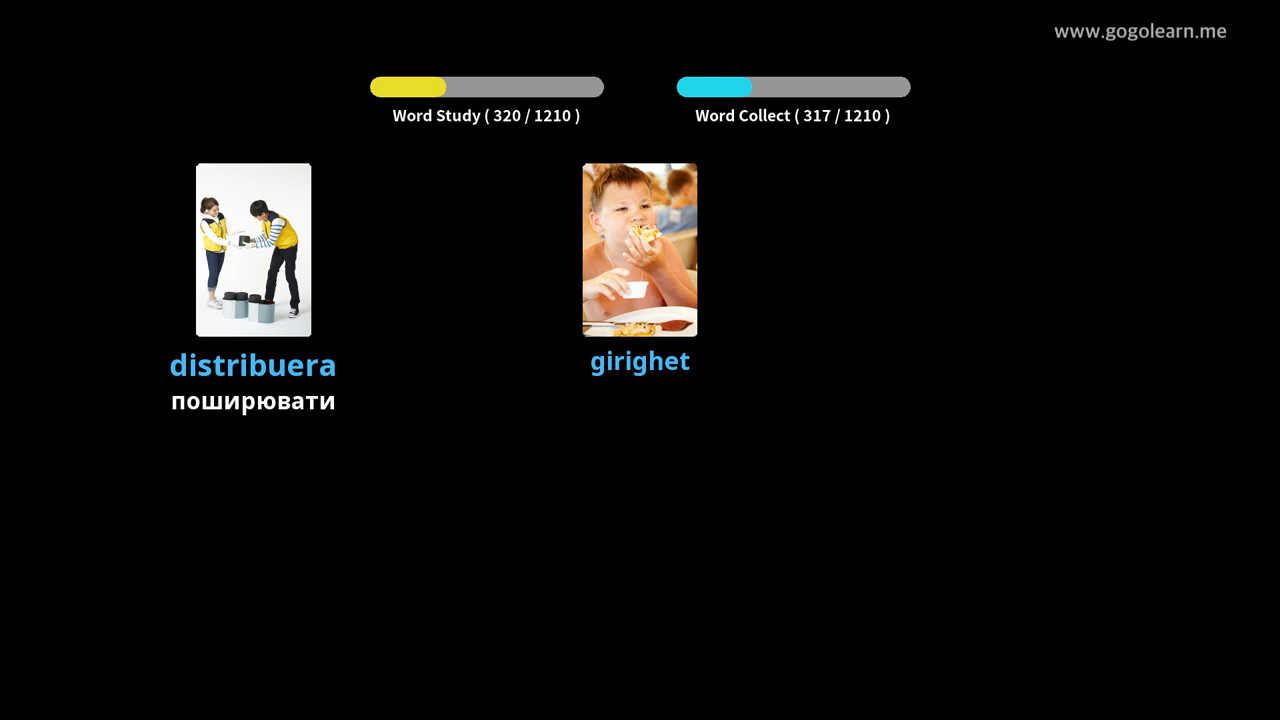 www.gogolearn.me
Word Study ( 320 / 1210 )
Word Collect ( 317 / 1210 )
distribuera
поширювати
girighet